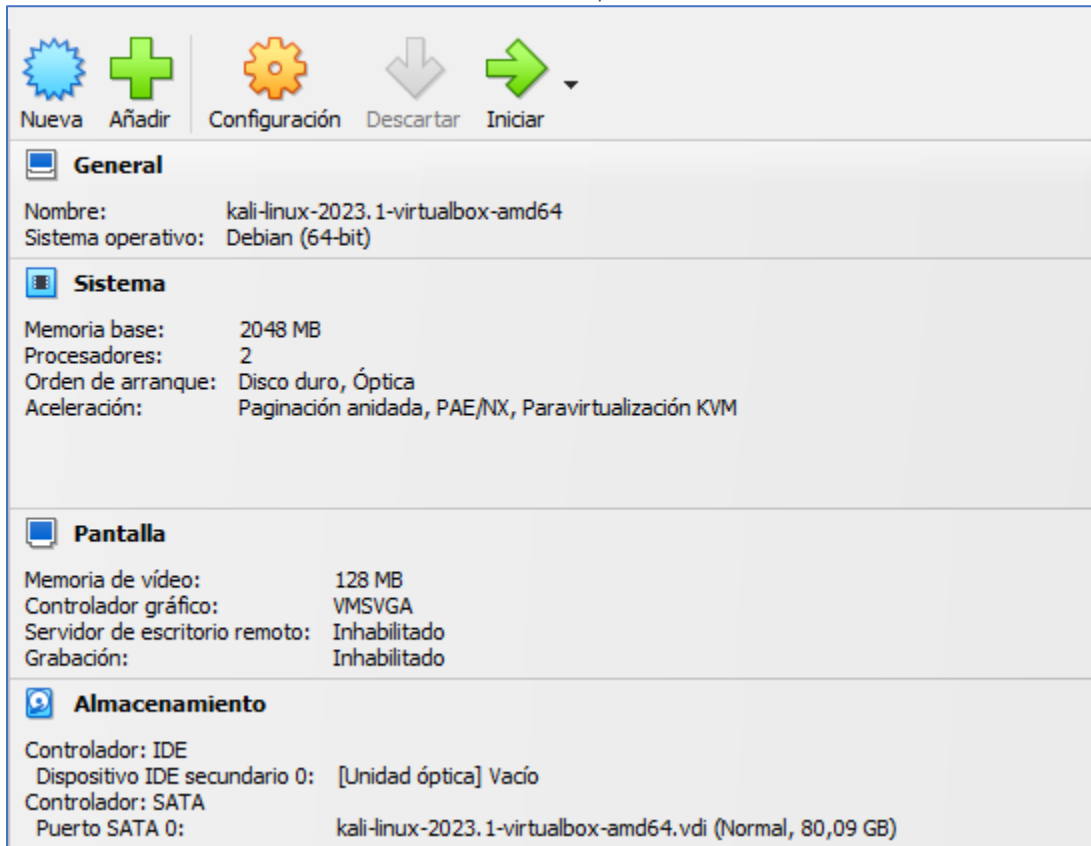 Nueva Añadir Configuración Descartar Iniciar
General
Nombre: kali-linux-2023.1-virtualbox-amd64
Sistema operativo: Debian (64-bit)
Sistema
Memoria base: 2048 MB
Procesadores: 2
Orden de arranque: Disco duro, Óptica
Aceleración: Paginación anidada, PAE/NX, Paravirtualización KVM
Pantalla
Memoria de vídeo: 128 MB
Controlador gráfico: VMSVGA
Servidor de escritorio remoto: Inhabilitado
Grabación: Inhabilitado
Almacenamiento
Controlador: IDE
Dispositivo IDE secundario 0: [Unidad óptica] Vacío
Controlador: SATA
Puerto SATA 0: kali-linux-2023.1-virtualbox-amd64.vdi (Normal, 80,09 GB)